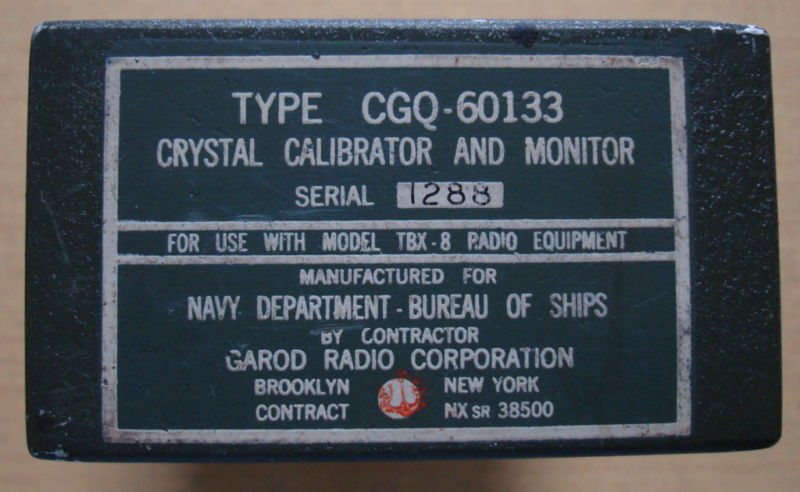 TYPE CGQ-60133
CRYSTAL CALIBRATOR AND MONITOR
SERIAL 1288
FOR USE WITH MODEL TBX-8 RADIO EQUIPMENT
MANUFACTURED FOR
NAVY DEPARTMENT - BUREAU OF SHIPS
BY CONTRACTOR
GAROD RADIO CORPORATION
BROOKLYN NEW YORK
CONTRACT NXSR 38500